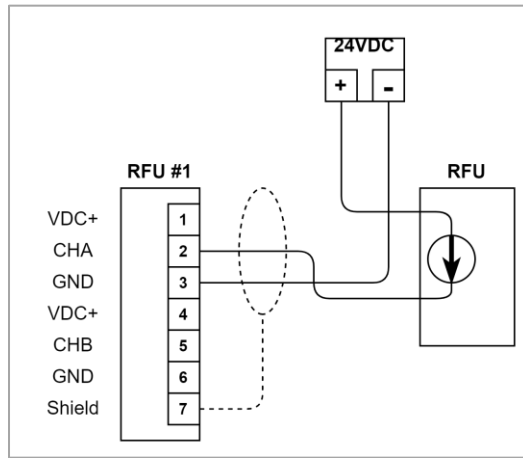 24VDC
+ -
RFU #1
RFU
VDC+ 1
CHA 2
GND 3
VDC+ 4
CHB 5
GND 6
Shield 7